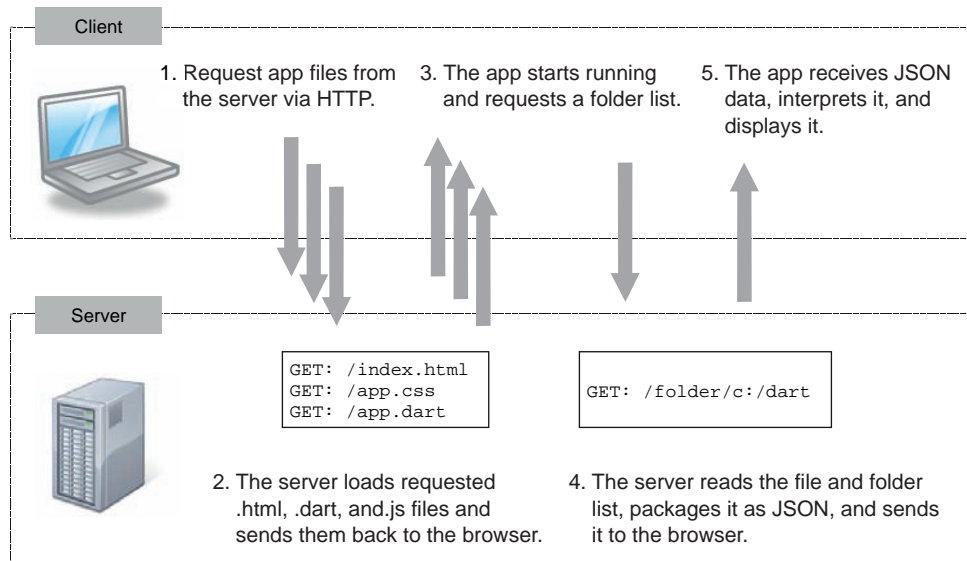 Client
1. Request app files from
the server via HTTP.
3. The app starts running
and requests a folder list.
5. The app receives JSON
data, interprets it, and
displays it.
Server
GET: /index.html
GET: /app.css
GET: /app.dart
GET: /folder/c:/dart
2. The server loads requested
.html, .dart, and.js files and
sends them back to the browser.
4. The server reads the file and folder
list, packages it as JSON, and sends
it to the browser.